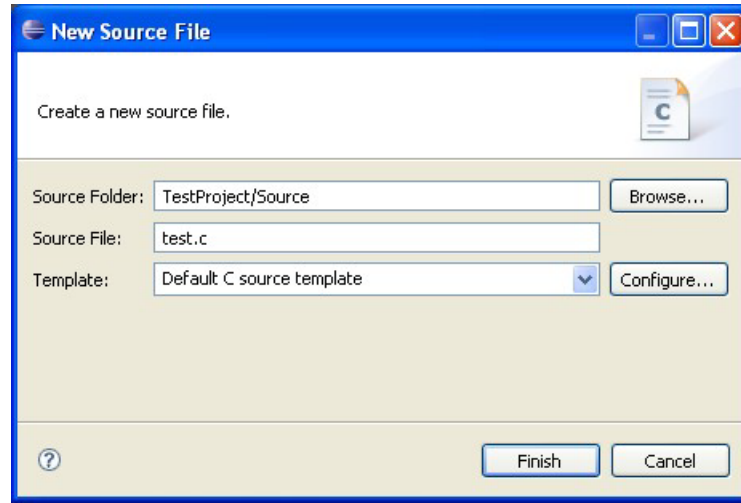 New Source File
Create a new source file.
C
Source Folder: TestProject/Source Browse...
Source File: test.c
Template: Default C source template Configure...
? Finish Cancel